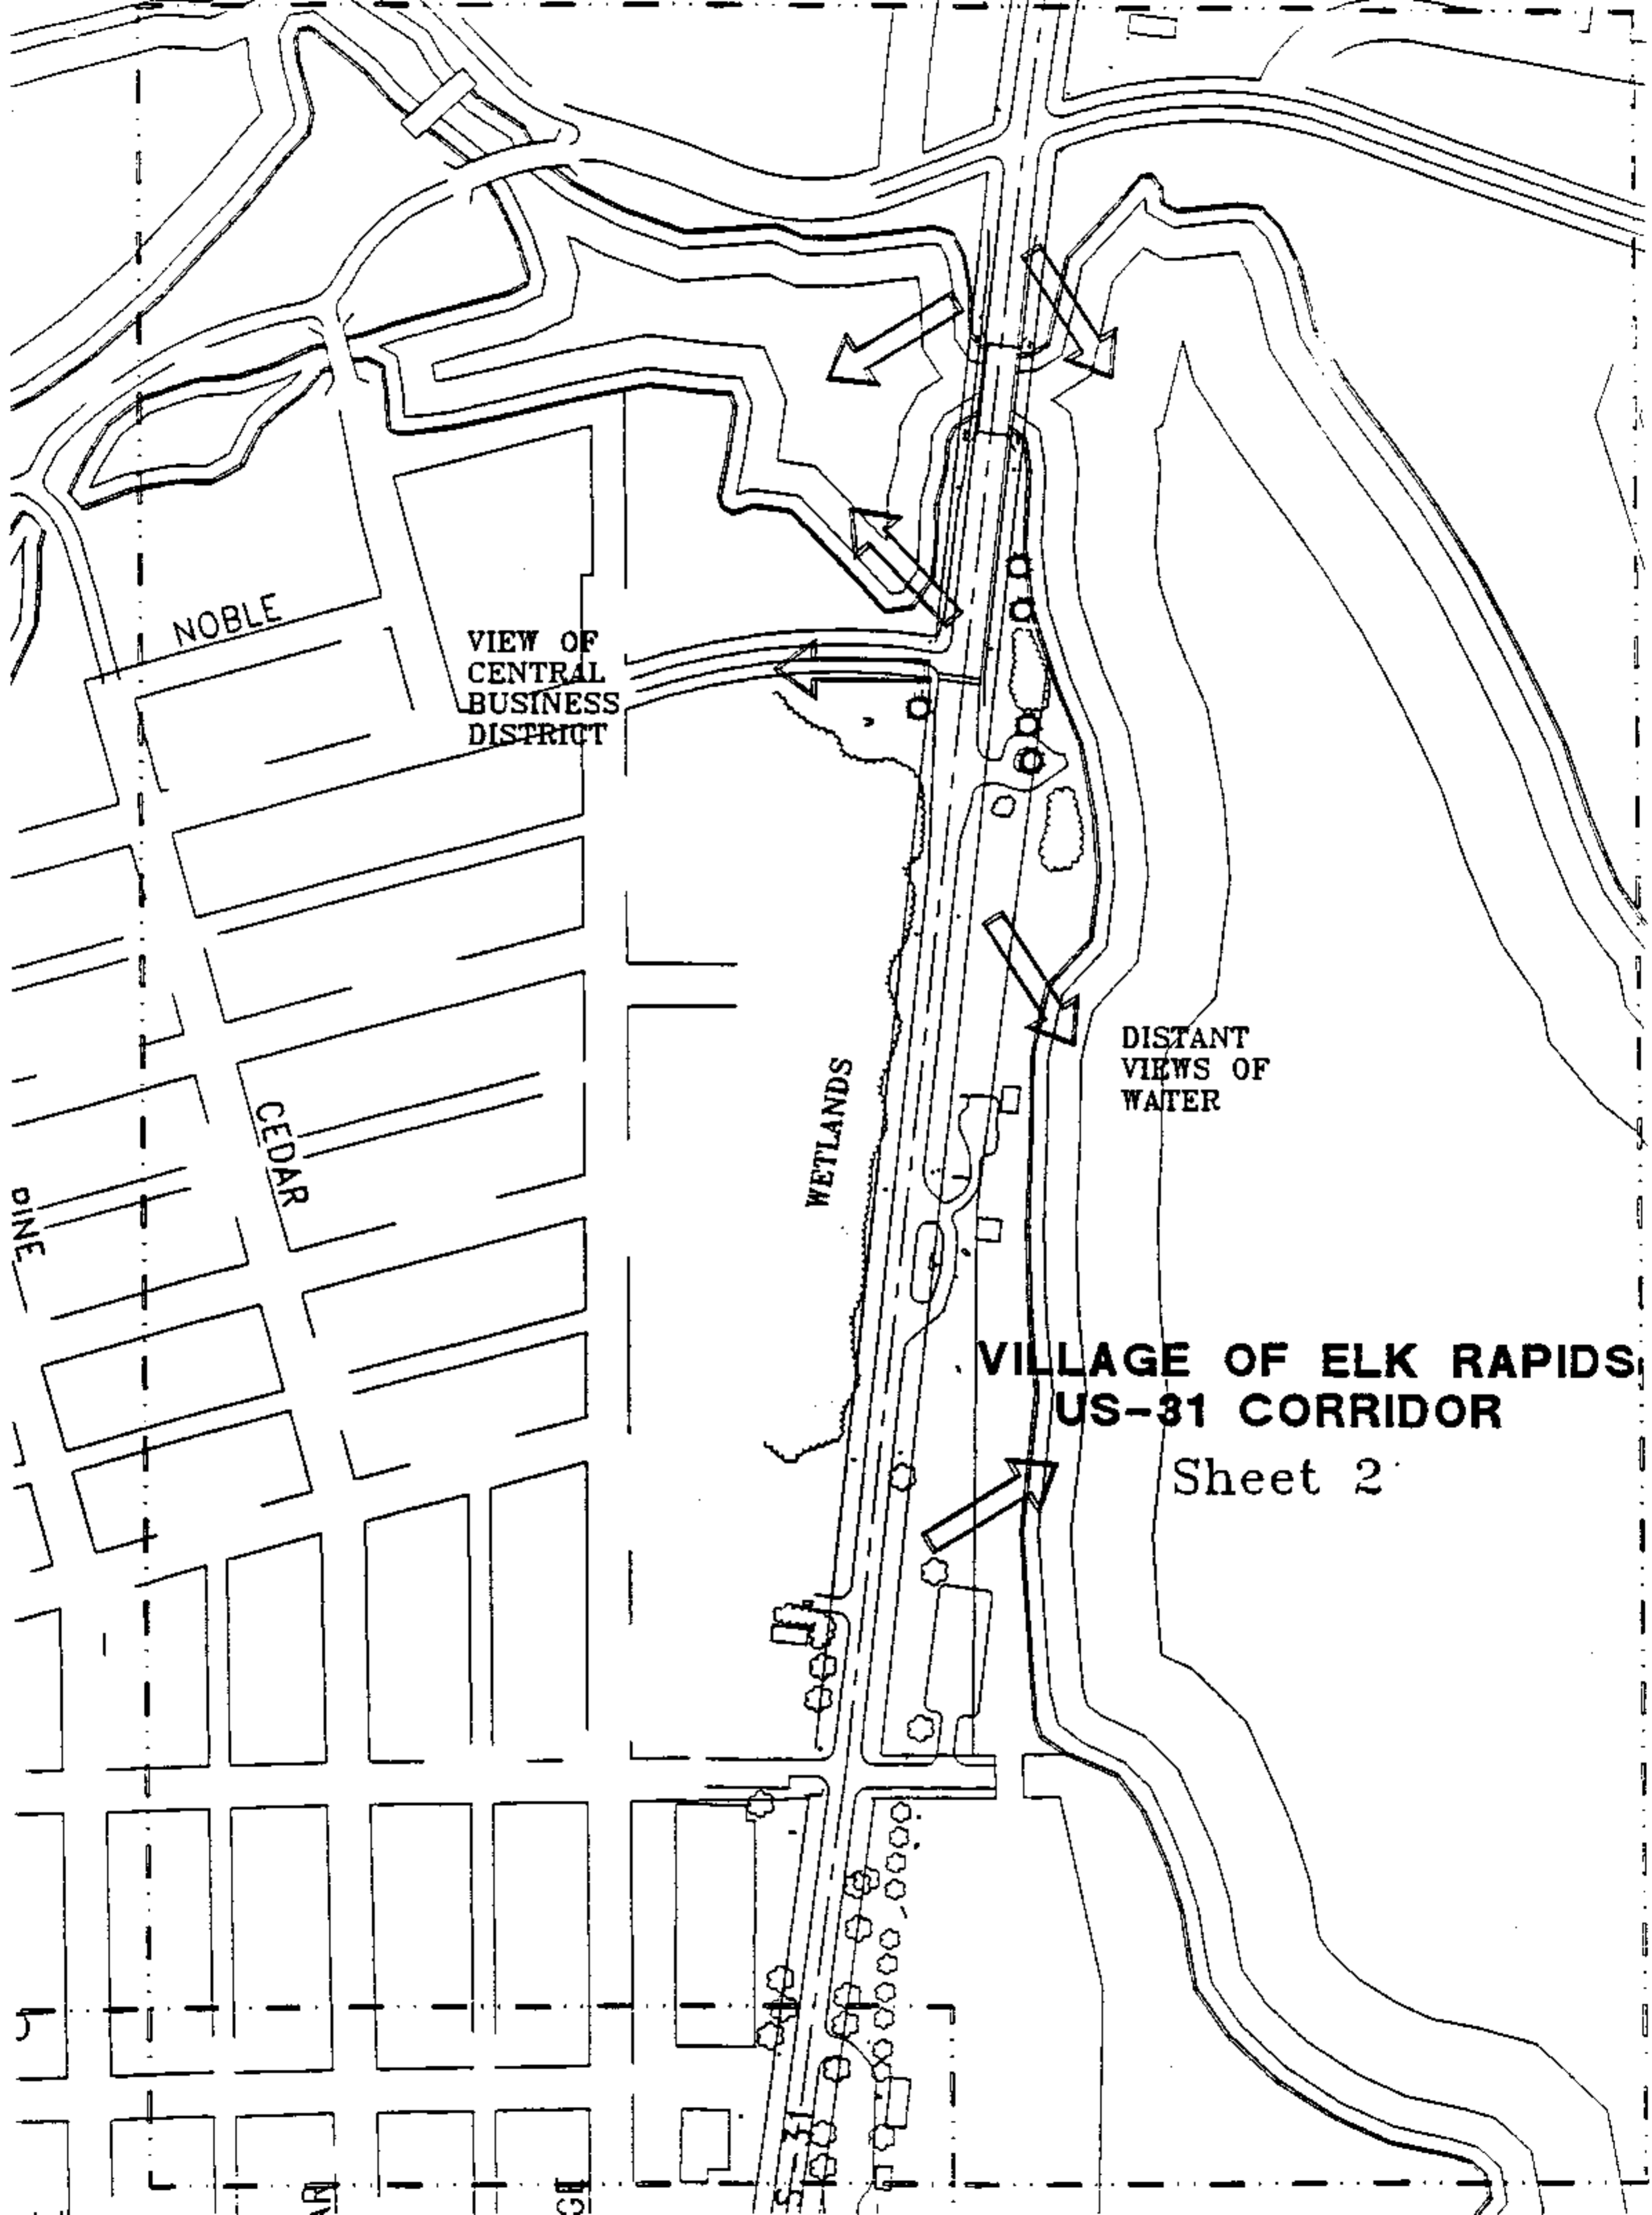 NOBLE
VIEW OF
CENTRAL
BUSINESS
DISTRICT
DISTANT
VIEWS OF
WATER
WETLANDS
CEDAR
PINE
VILLAGE OF ELK RAPIDS
US-31 CORRIDOR
Sheet 2
31